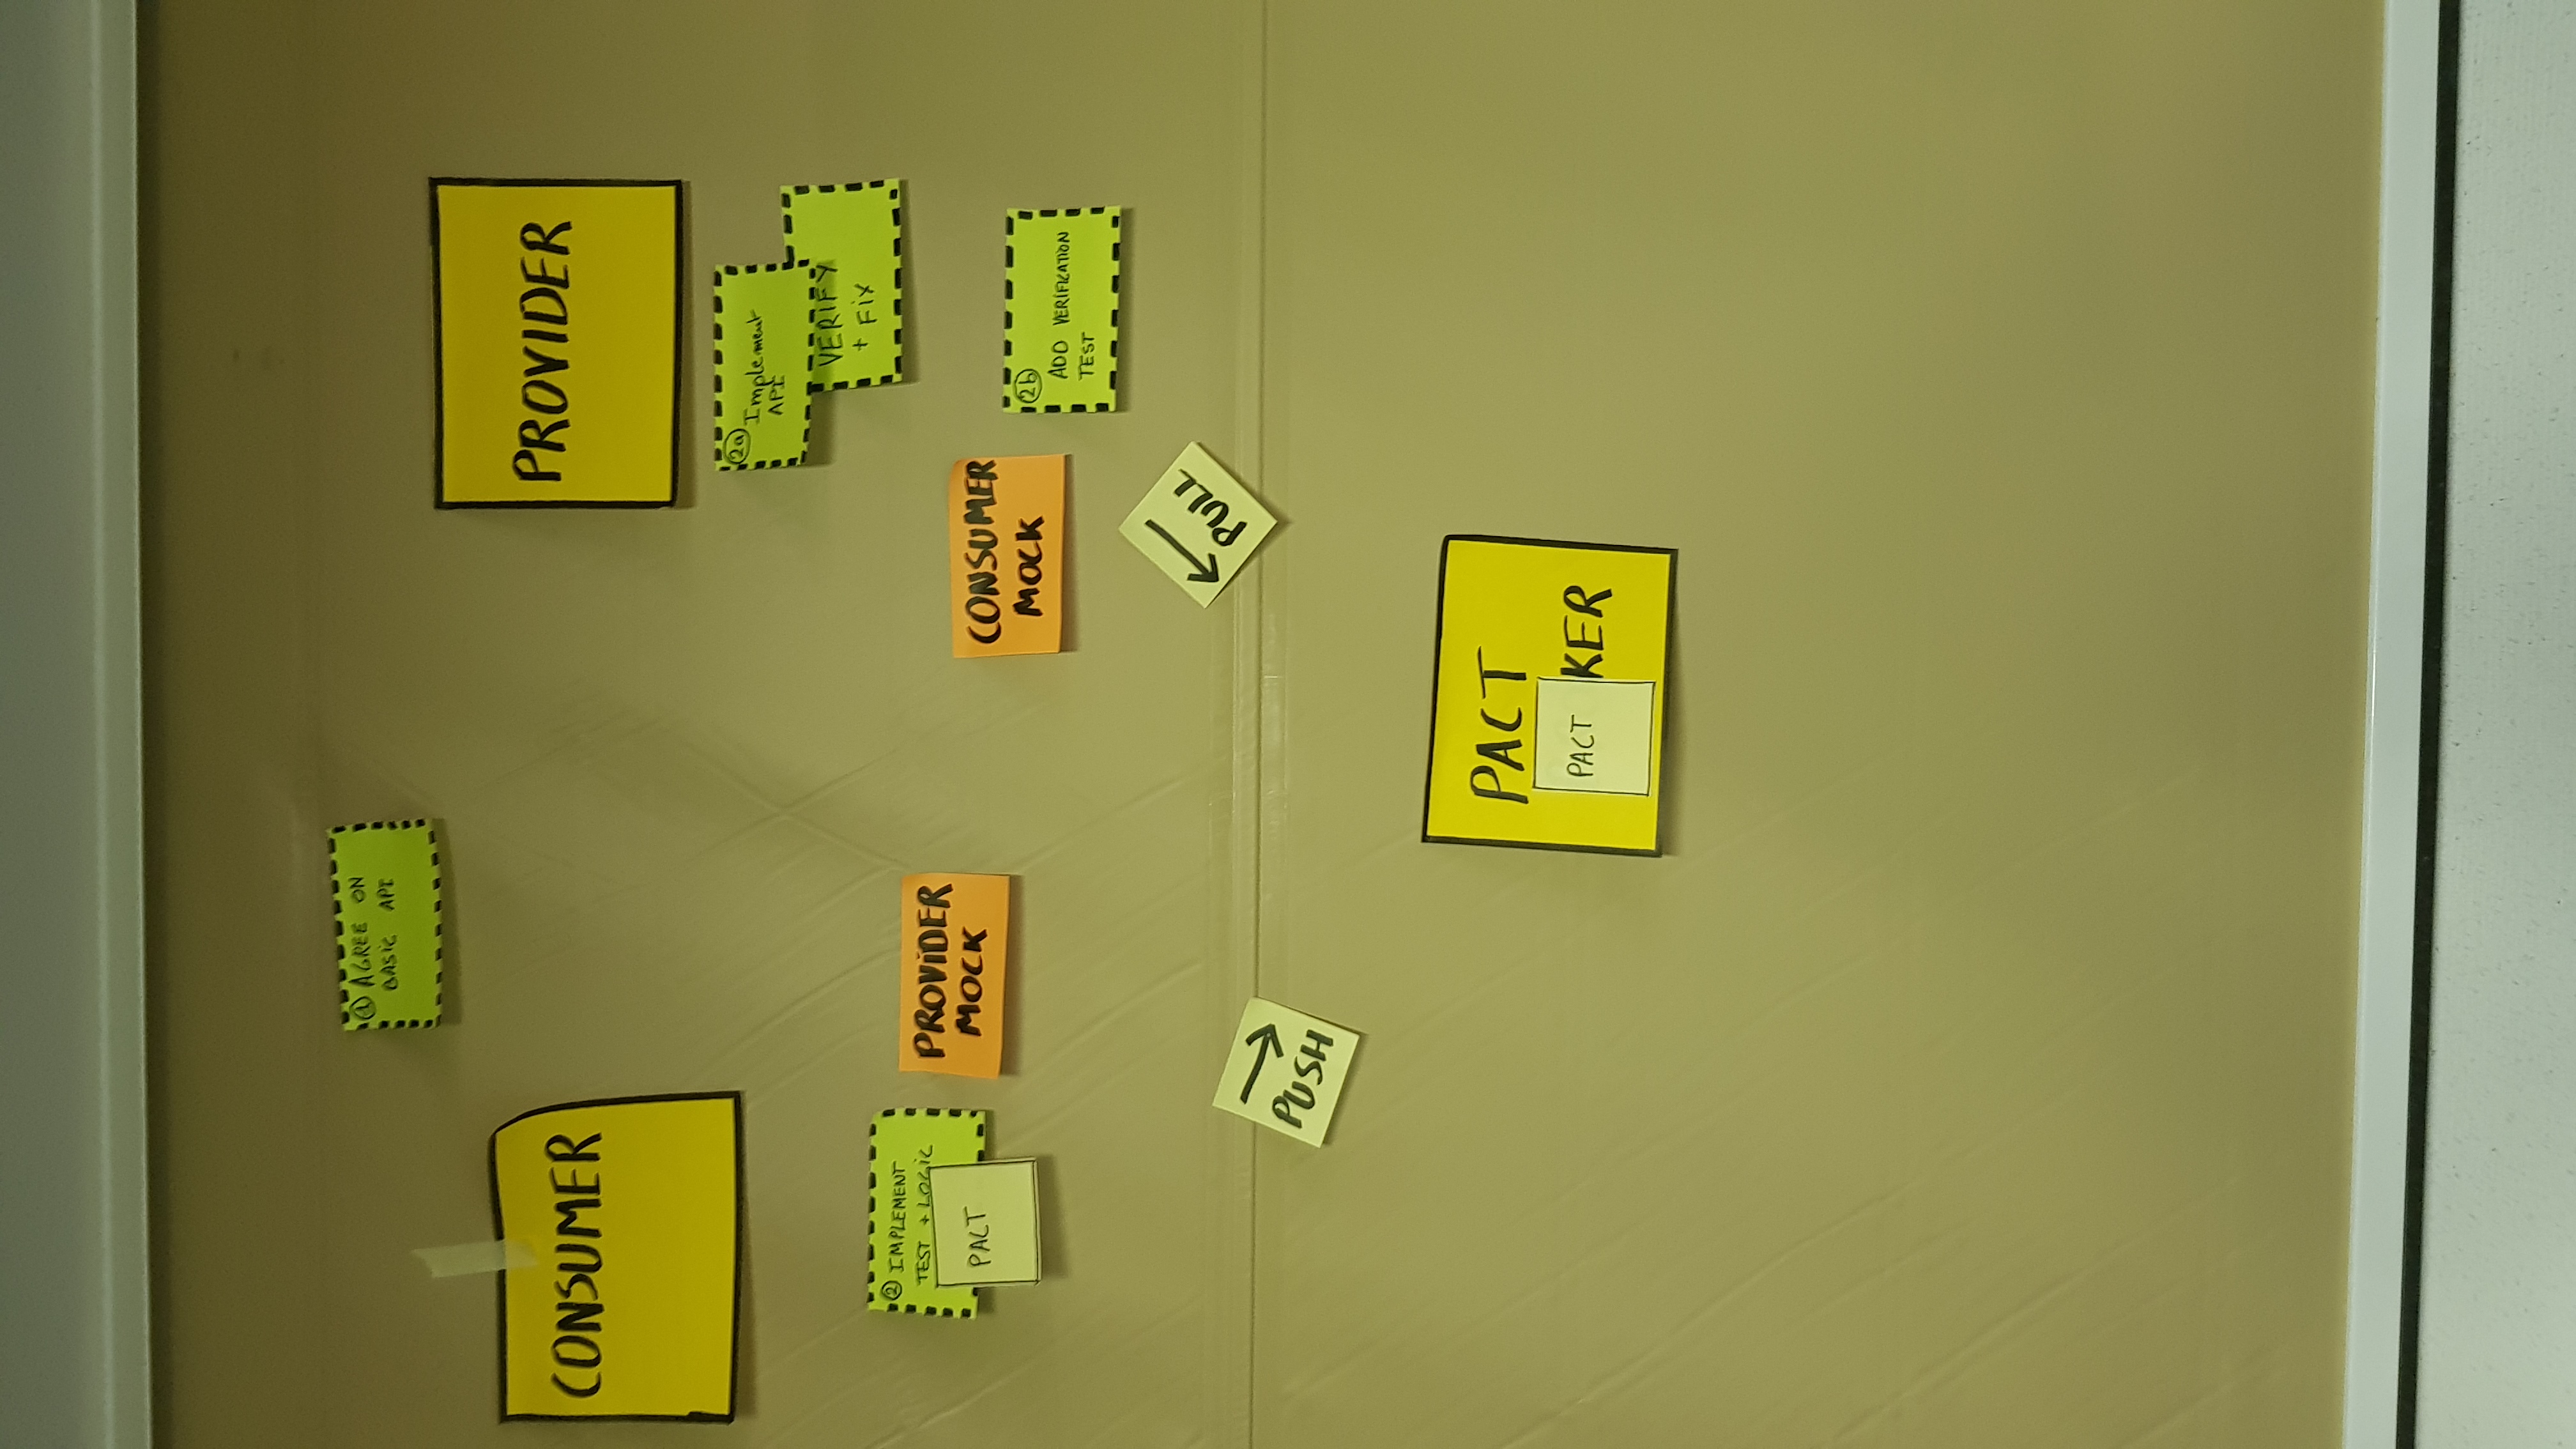 ① AGREE ON
BASIC API
CONSUMER
PROVIDER
2a Implement
API
VERIFY
+ FIX
② IMPLEMENT
TEST + LOGIC
PACT
PROVIDER
MOCK
CONSUMER
MOCK
2b
ADD VERIFICATION
TEST
PULL
PUSH
PACT
PACT KER